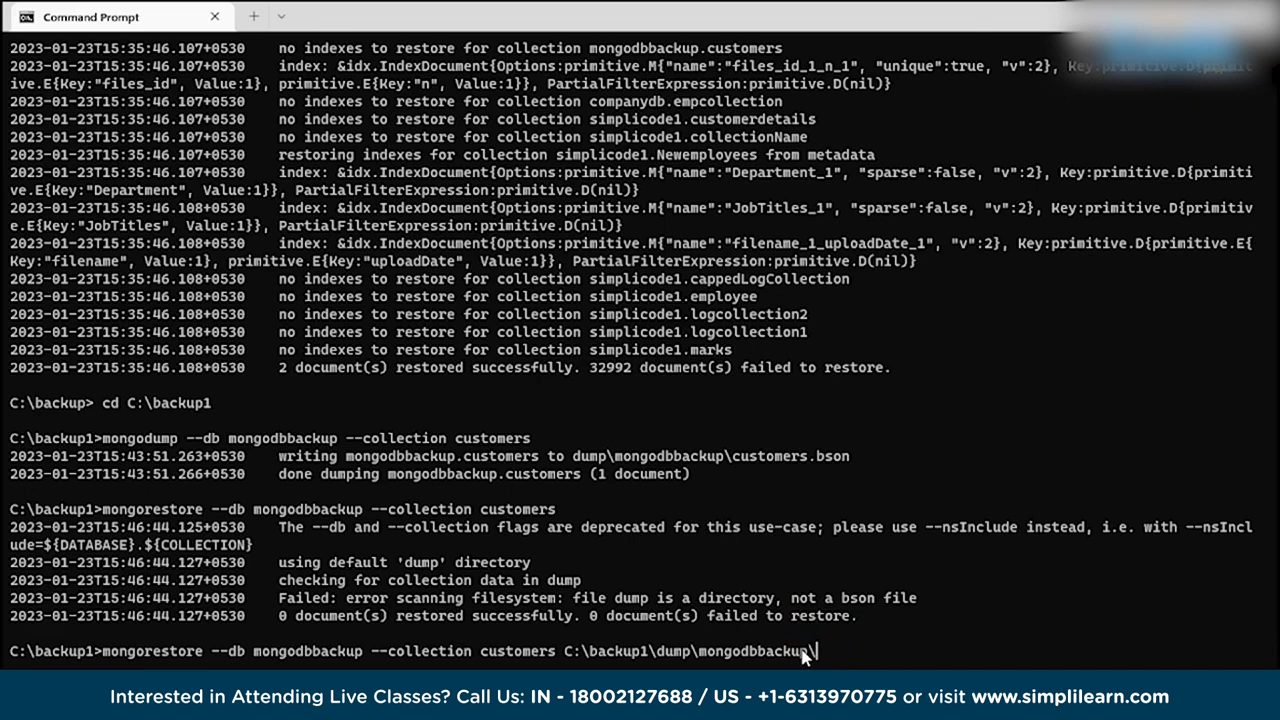 Command Prompt
2023-01-23T15:35:46.107+0530    no indexes to restore for collection mongodbbackup.customers
2023-01-23T15:35:46.107+0530    index: &idx.IndexDocument{Options:primitive.M{"name":"files_id_1_n_1", "unique":true, "v":2}, Key:primitive.D{primit
ive.E{Key:"files_id", Value:1}, primitive.E{Key:"n", Value:1}}, PartialFilterExpression:primitive.D(nil)}
2023-01-23T15:35:46.107+0530    no indexes to restore for collection companydb.empcollection
2023-01-23T15:35:46.107+0530    no indexes to restore for collection simplicode1.customerdetails
2023-01-23T15:35:46.107+0530    no indexes to restore for collection simplicode1.collectionName
2023-01-23T15:35:46.107+0530    restoring indexes for collection simplicode1.Newemployees from metadata
2023-01-23T15:35:46.107+0530    index: &idx.IndexDocument{Options:primitive.M{"name":"Department_1", "sparse":false, "v":2}, Key:primitive.D{primiti
ve.E{Key:"Department", Value:1}}, PartialFilterExpression:primitive.D(nil)}
2023-01-23T15:35:46.108+0530    index: &idx.IndexDocument{Options:primitive.M{"name":"JobTitles_1", "sparse":false, "v":2}, Key:primitive.D{primitiv
e.E{Key:"JobTitles", Value:1}}, PartialFilterExpression:primitive.D(nil)}
2023-01-23T15:35:46.108+0530    index: &idx.IndexDocument{Options:primitive.M{"name":"filename_1_uploadDate_1", "v":2}, Key:primitive.D{primitive.E{
Key:"filename", Value:1}, primitive.E{Key:"uploadDate", Value:1}}, PartialFilterExpression:primitive.D(nil)}
2023-01-23T15:35:46.108+0530    no indexes to restore for collection simplicode1.cappedLogCollection
2023-01-23T15:35:46.108+0530    no indexes to restore for collection simplicode1.employee
2023-01-23T15:35:46.108+0530    no indexes to restore for collection simplicode1.logcollection2
2023-01-23T15:35:46.108+0530    no indexes to restore for collection simplicode1.logcollection1
2023-01-23T15:35:46.108+0530    no indexes to restore for collection simplicode1.marks
2023-01-23T15:35:46.108+0530    2 document(s) restored successfully. 32992 document(s) failed to restore.
C:\backup> cd C:\backup1
C:\backup1>mongodump --db mongodbbackup --collection customers
2023-01-23T15:43:51.263+0530    writing mongodbbackup.customers to dump\mongodbbackup\customers.bson
2023-01-23T15:43:51.266+0530    done dumping mongodbbackup.customers (1 document)
C:\backup1>mongorestore --db mongodbbackup --collection customers
2023-01-23T15:46:44.125+0530    The --db and --collection flags are deprecated for this use-case; please use --nsInclude instead, i.e. with --nsIncl
ude=${DATABASE}.${COLLECTION}
2023-01-23T15:46:44.127+0530    using default 'dump' directory
2023-01-23T15:46:44.127+0530    checking for collection data in dump
2023-01-23T15:46:44.127+0530    Failed: error scanning filesystem: file dump is a directory, not a bson file
2023-01-23T15:46:44.127+0530    0 document(s) restored successfully. 0 document(s) failed to restore.
C:\backup1>mongorestore --db mongodbbackup --collection customers C:\backup1\dump\mongodbbackup\
Interested in Attending Live Classes? Call Us: IN - 18002127688 / US - +1-6313970775 or visit www.simplilearn.com